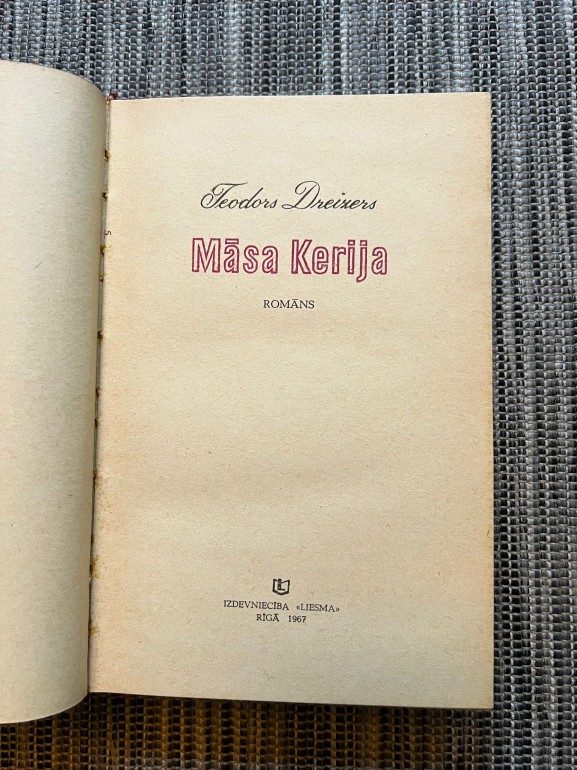 Teodors Dreizers
Māsa Kerija
ROMĀNS
IZDEVNIECĪBA «LIESMA»
RĪGĀ 1967